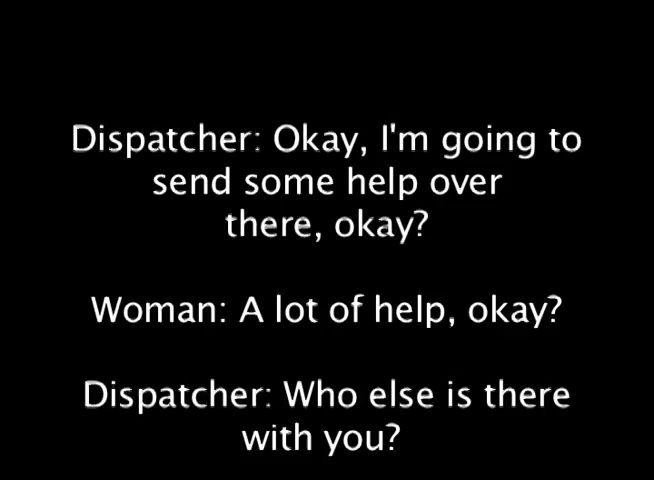 Dispatcher: Okay, I'm going to
send some help over
there, okay?
Woman: A lot of help, okay?
Dispatcher: Who else is there
with you?